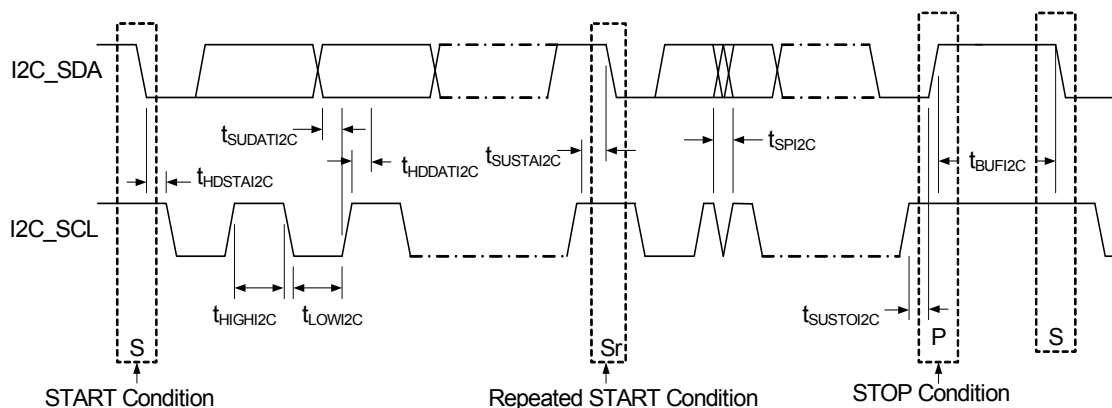 I2C_SDA
tSUDATI2C
tHDSTAI2C
tHDDATI2C
tSUSTAI2C
tSPI2C
tBUFI2C
I2C_SCL
tHIGHI2C
tLOWI2C
tSUSTOI2C
S
Sr
P
S
START Condition
Repeated START Condition
STOP Condition